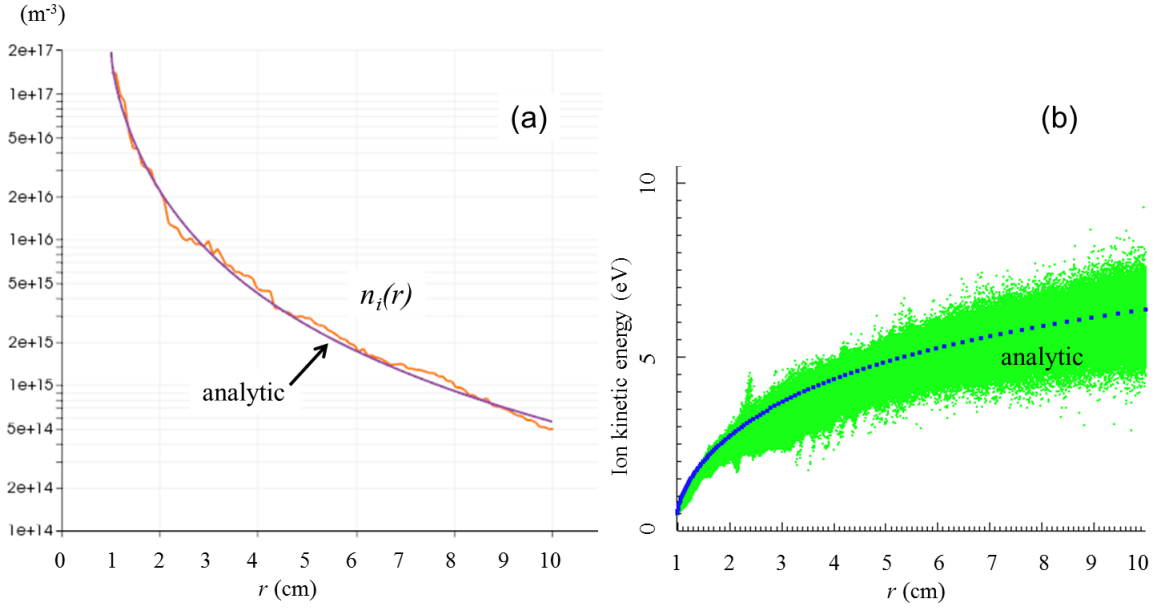 (m⁻³)
2e+17
1e+17
5e+16
2e+16
1e+16
5e+15
2e+15
1e+15
5e+14
2e+14
1e+14
(a)
nᵢ(r)
analytic
0 1 2 3 4 5 6 7 8 9 10
r (cm)
(b)
Ion kinetic energy (eV)
10
5
0
analytic
1 2 3 4 5 6 7 8 9 10
r (cm)